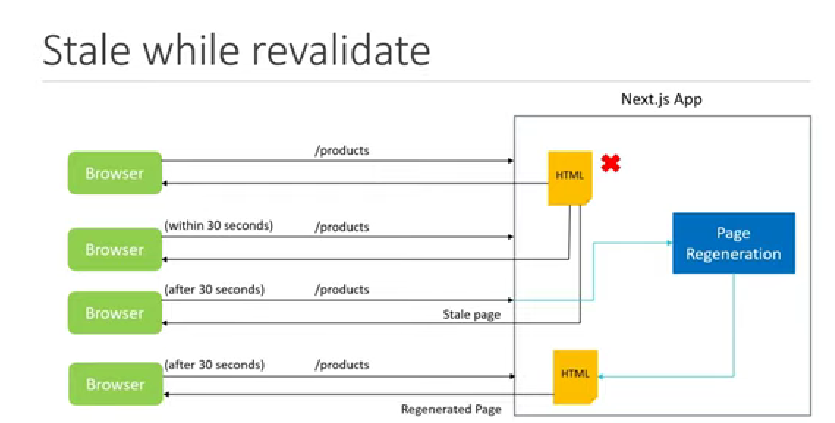 Stale while revalidate
Next.js App
/products
Browser
HTML
(within 30 seconds) /products
Browser
Page
Regeneration
(after 30 seconds) /products
Browser
Stale page
(after 30 seconds) /products
Browser
HTML
Regenerated Page